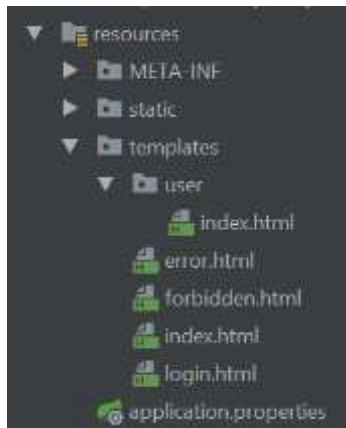 resources
META-INF
static
templates
user
index.html
error.html
forbidden.html
index.html
login.html
application.properties